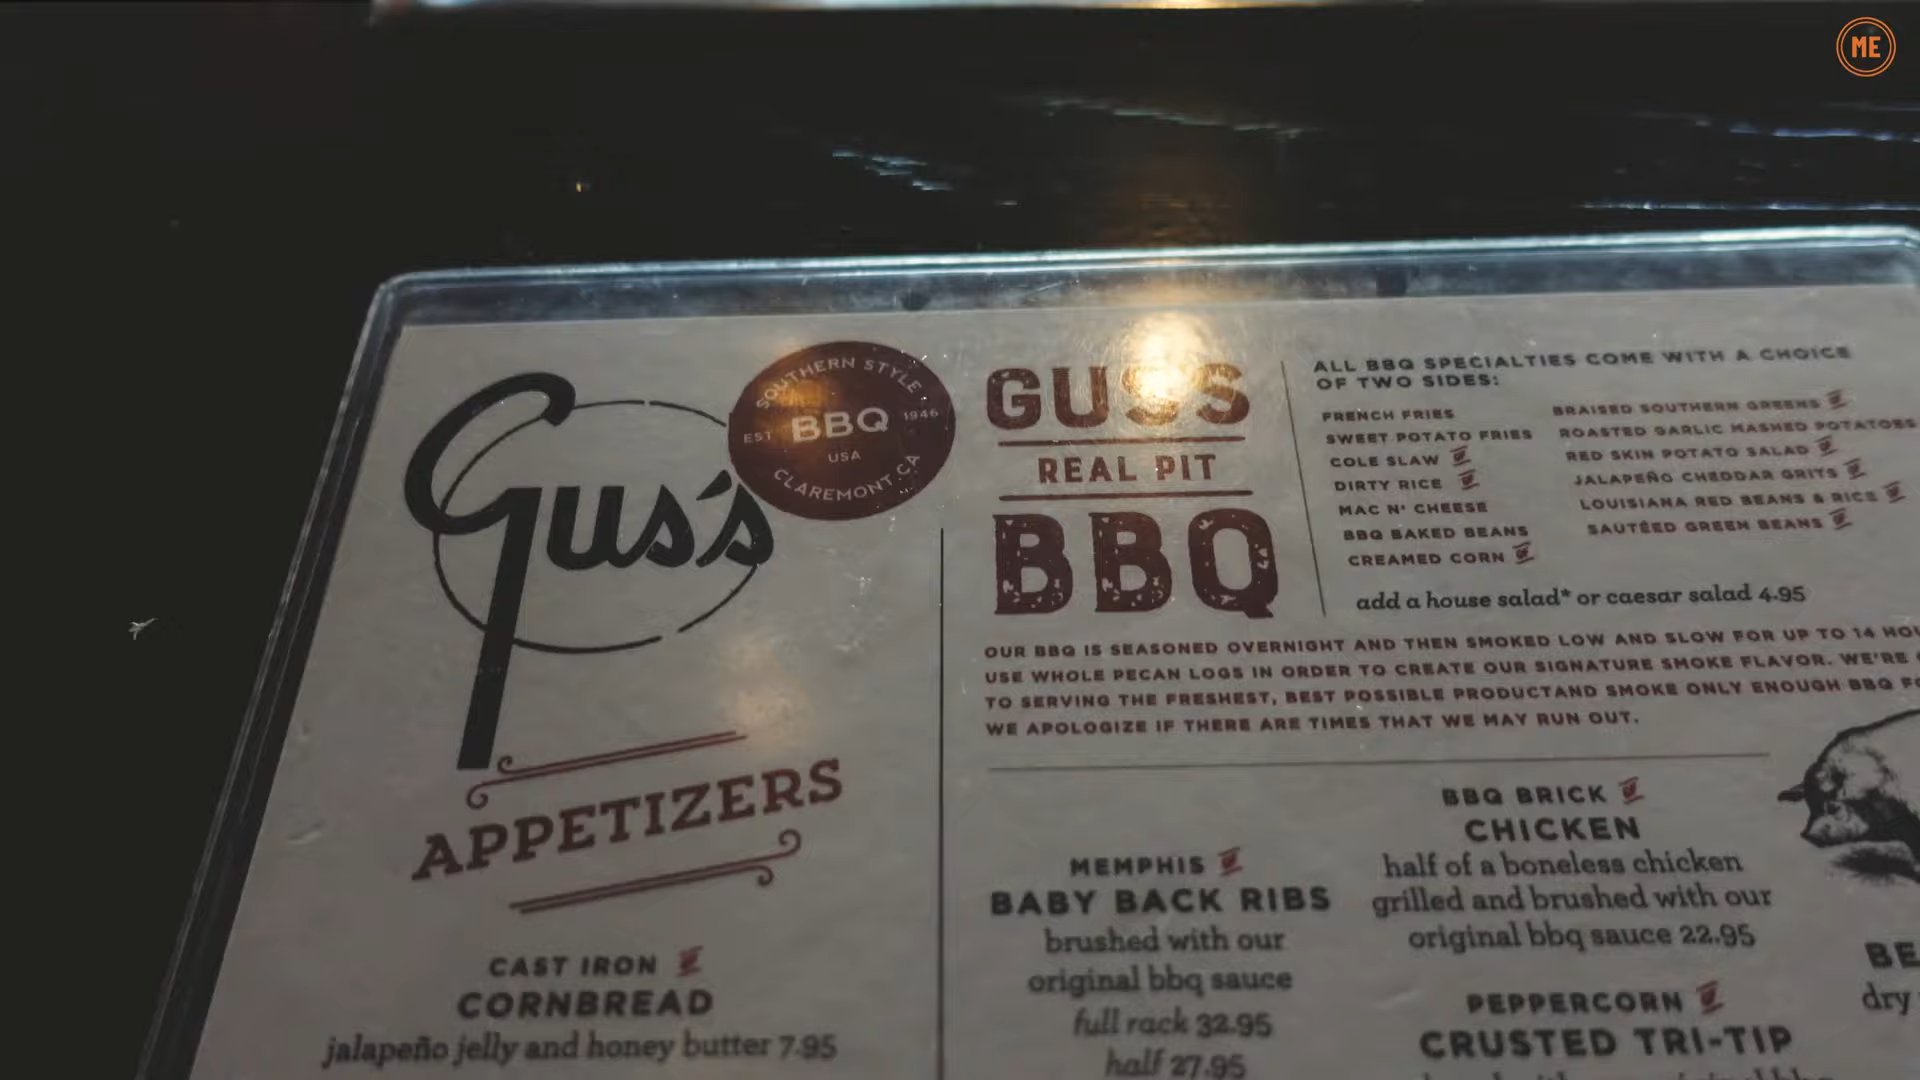 ME
Gus's
SOUTHERN STYLE
EST BBQ 1946
USA
CLAREMONT, CA
APPETIZERS
CAST IRON
CORNBREAD
jalapeño jelly and honey butter 7.95
GUS'S
REAL PIT
BBQ
ALL BBQ SPECIALTIES COME WITH A CHOICE
OF TWO SIDES:
FRENCH FRIES
SWEET POTATO FRIES
COLE SLAW
DIRTY RICE
MAC N' CHEESE
BBQ BAKED BEANS
CREAMED CORN
BRAISED SOUTHERN GREENS
ROASTED GARLIC MASHED POTATOES
RED SKIN POTATO SALAD
JALAPEÑO CHEDDAR GRITS
LOUISIANA RED BEANS & RICE
SAUTÉED GREEN BEANS
add a house salad* or caesar salad 4.95
OUR BBQ IS SEASONED OVERNIGHT AND THEN SMOKED LOW AND SLOW FOR UP TO 14
USE WHOLE PECAN LOGS IN ORDER TO CREATE OUR SIGNATURE SMOKE FLAVOR. WE'RE
TO SERVING THE FRESHEST, BEST POSSIBLE PRODUCTAND SMOKE ONLY ENOUGH BBQ
WE APOLOGIZE IF THERE ARE TIMES THAT WE MAY RUN OUT.
MEMPHIS
BABY BACK RIBS
brushed with our
original bbq sauce
full rack 32.95
half 27.95
BBQ BRICK
CHICKEN
half of a boneless chicken
grilled and brushed with our
original bbq sauce 22.95
PEPPERCORN
CRUSTED TRI-TIP
dry